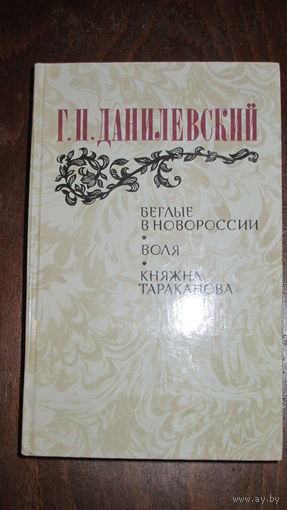 Г.П.ДАНИЛЕВСКИЙ
БЕГЛЫЕ
В НОВОРОССИИ
•
ВОЛЯ
•
КНЯЖНА
ТАРАКАНОВА
www.ay.by